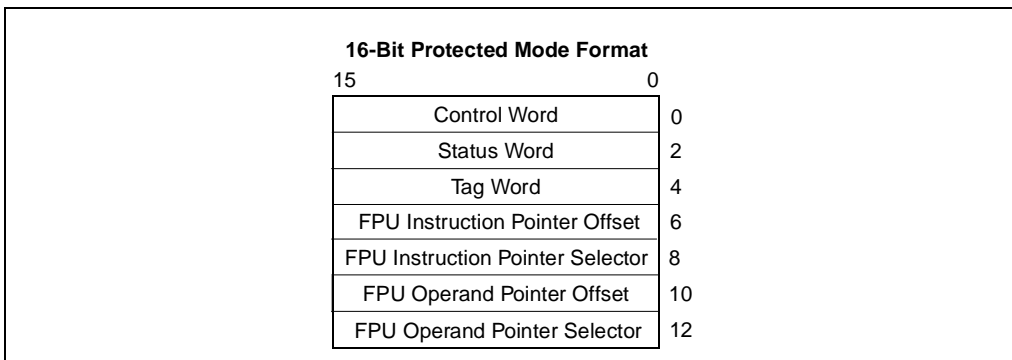 16-Bit Protected Mode Format
15 0
Control Word 0
Status Word 2
Tag Word 4
FPU Instruction Pointer Offset 6
FPU Instruction Pointer Selector 8
FPU Operand Pointer Offset 10
FPU Operand Pointer Selector 12